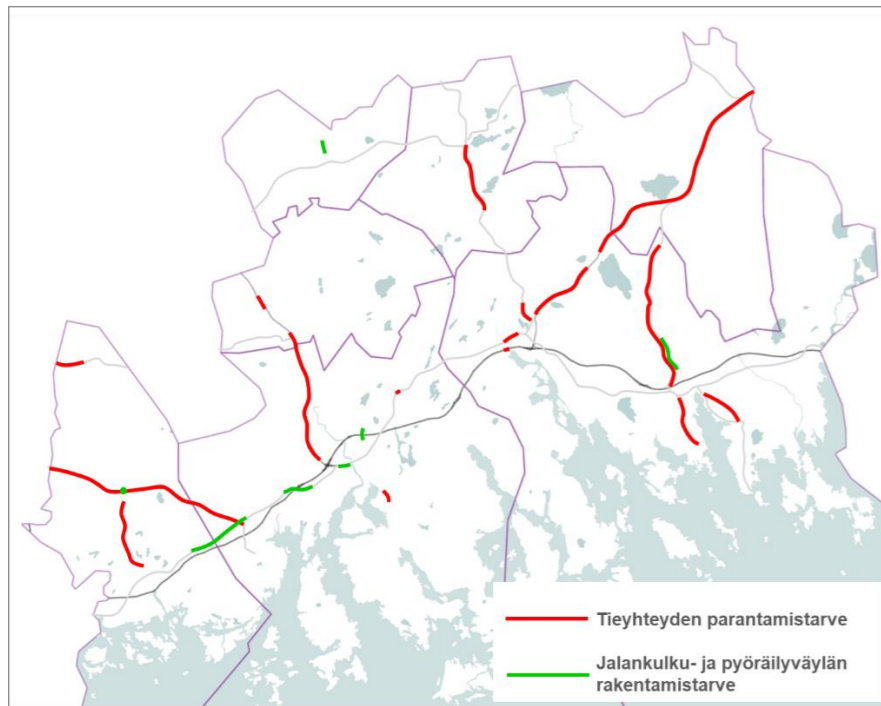 Tieyhteyden parantamistarve
Jalankulku- ja pyöräilyväylän
rakentamistarve